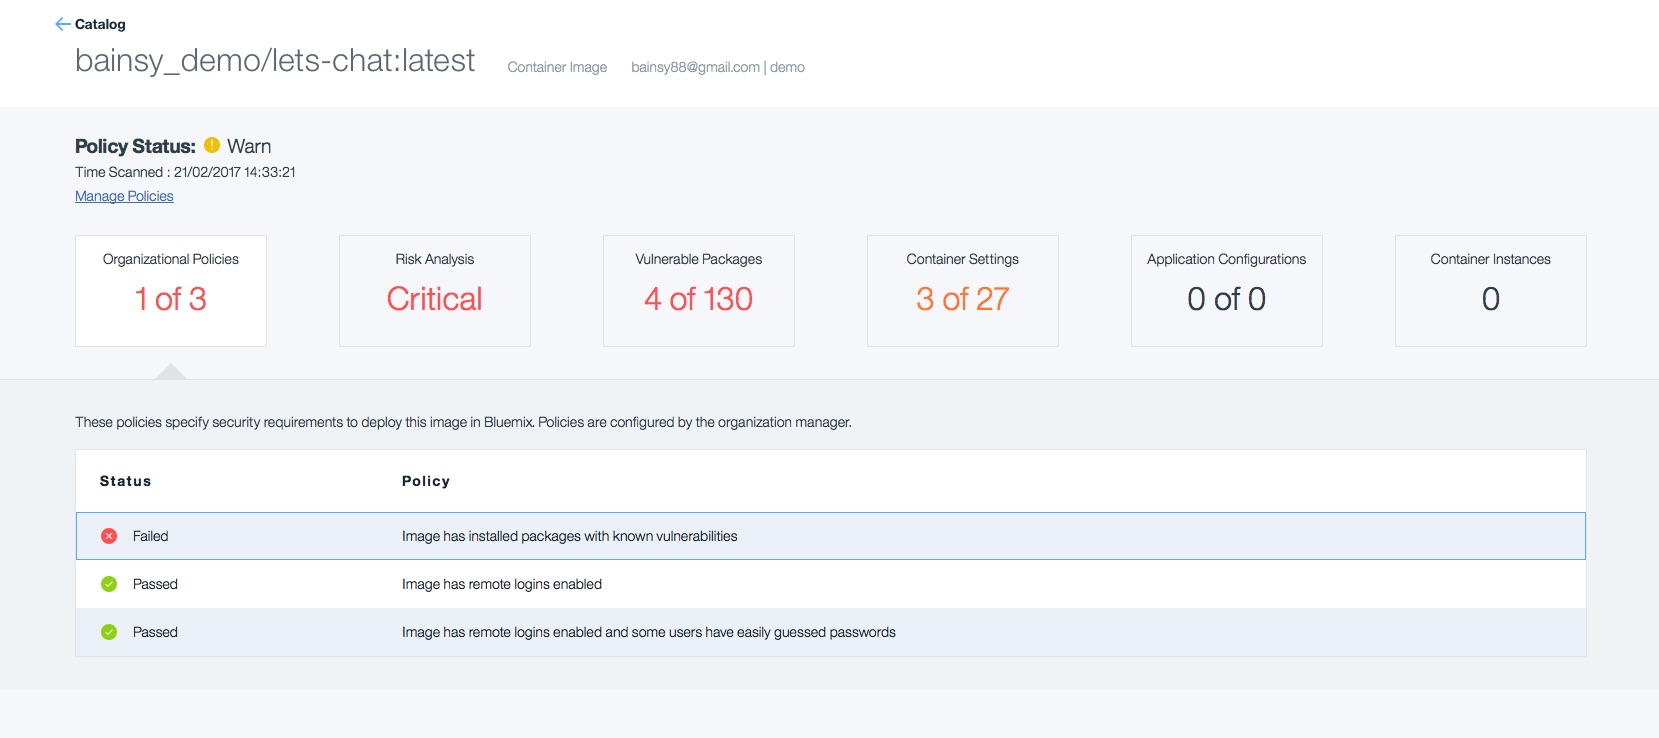 Catalog
bainsy_demo/lets-chat:latest Container Image bainsy88@gmail.com | demo
Policy Status: Warn
Time Scanned : 21/02/2017 14:33:21
Manage Policies
Organizational Policies Risk Analysis Vulnerable Packages Container Settings Application Configurations Container Instances
1 of 3 Critical 4 of 130 3 of 27 0 of 0 0
These policies specify security requirements to deploy this image in Bluemix. Policies are configured by the organization manager.
Status Policy
Failed Image has installed packages with known vulnerabilities
Passed Image has remote logins enabled
Passed Image has remote logins enabled and some users have easily guessed passwords